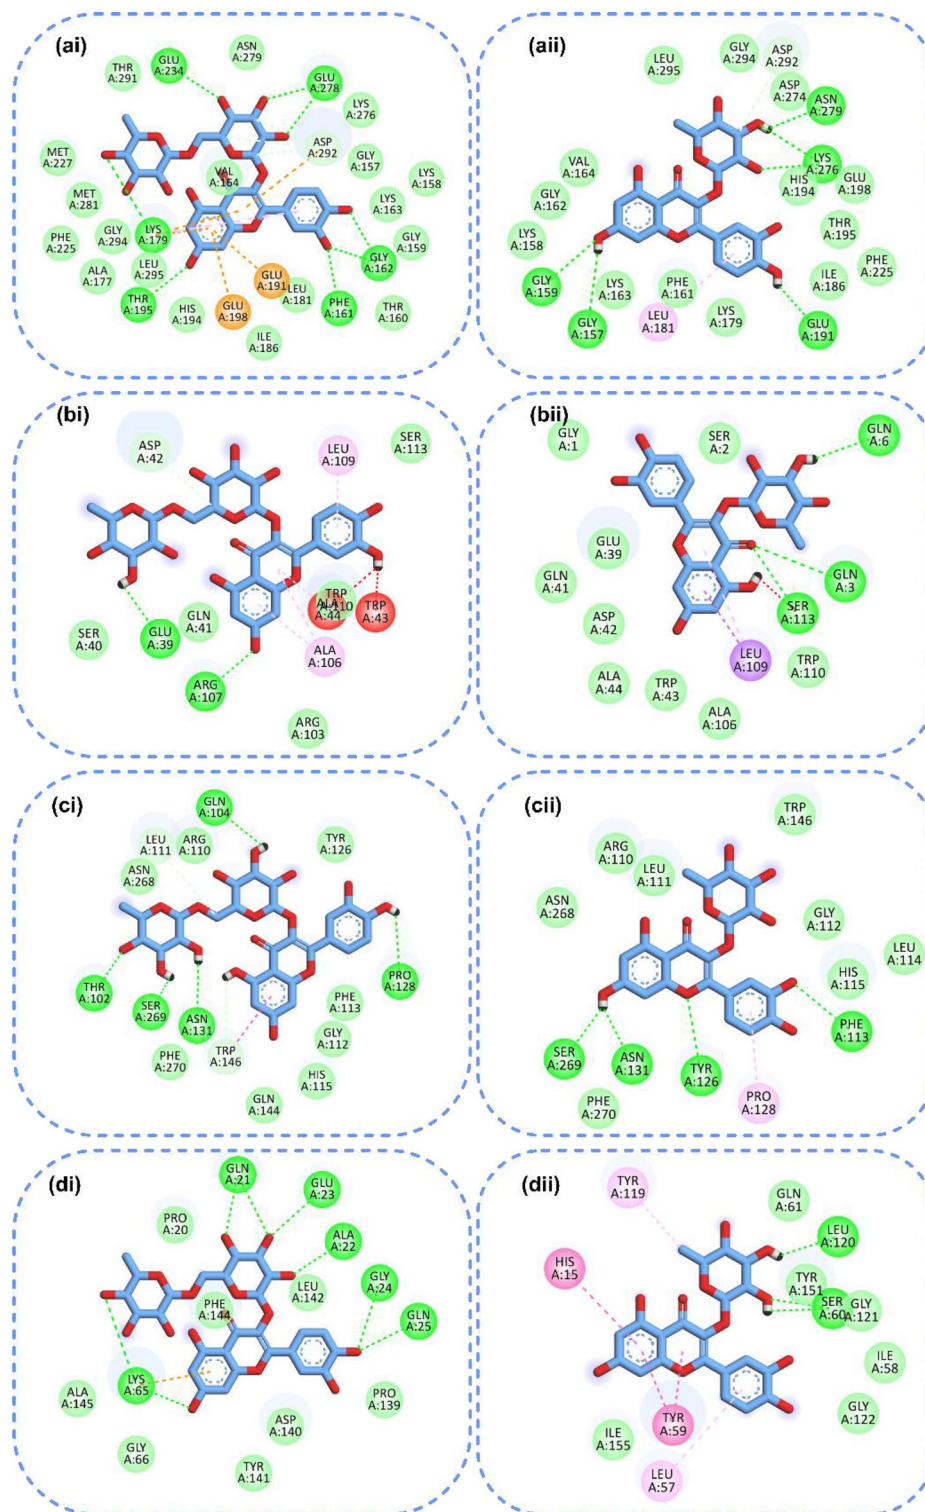 (ai)
GLU
A:234
ASN
A:279
THR
A:291
GLU
A:278
LYS
A:276
ASP
A:292
GLY
A:157
MET
A:227
VAL
A:164
LYS
A:158
MET
A:281
LYS
A:163
PHE
A:225
GLY
A:294
LYS
A:179
GLY
A:159
GLY
A:162
ALA
A:177
LEU
A:295
GLU
A:191
LEU
A:181
THR
A:195
HIS
A:194
GLU
A:198
PHE
A:161
THR
A:160
ILE
A:186
(aii)
LEU
A:295
GLY
A:294
ASP
A:292
ASP
A:274
ASN
A:279
LYS
A:276
VAL
A:164
HIS
A:194
GLU
A:198
GLY
A:162
THR
A:195
LYS
A:158
PHE
A:225
GLY
A:159
LYS
A:163
PHE
A:161
ILE
A:186
GLY
A:157
LEU
A:181
LYS
A:179
GLU
A:191
(bi)
ASP
A:42
LEU
A:109
SER
A:113
TRP
A:110
ALA
A:44
TRP
A:43
SER
A:40
GLU
A:39
GLN
A:41
ALA
A:106
ARG
A:107
ARG
A:103
(bii)
GLY
A:1
SER
A:2
GLN
A:6
GLU
A:39
GLN
A:41
GLN
A:3
SER
A:113
ASP
A:42
LEU
A:109
TRP
A:110
ALA
A:44
TRP
A:43
ALA
A:106
(ci)
GLN
A:104
LEU
A:111
ARG
A:110
TYR
A:126
ASN
A:268
THR
A:102
SER
A:269
ASN
A:131
PRO
A:128
PHE
A:113
PHE
A:270
TRP
A:146
GLY
A:112
HIS
A:115
GLN
A:144
(cii)
TRP
A:146
ARG
A:110
LEU
A:111
ASN
A:268
GLY
A:112
LEU
A:114
HIS
A:115
PHE
A:113
SER
A:269
ASN
A:131
TYR
A:126
PHE
A:270
PRO
A:128
(di)
GLN
A:21
GLU
A:23
PRO
A:20
ALA
A:22
LEU
A:142
GLY
A:24
PHE
A:144
GLN
A:25
LYS
A:65
ALA
A:145
PRO
A:139
ASP
A:140
GLY
A:66
TYR
A:141
(dii)
TYR
A:119
GLN
A:61
LEU
A:120
HIS
A:15
TYR
A:151
SER
A:60
GLY
A:121
ILE
A:58
GLY
A:122
TYR
A:59
ILE
A:155
LEU
A:57